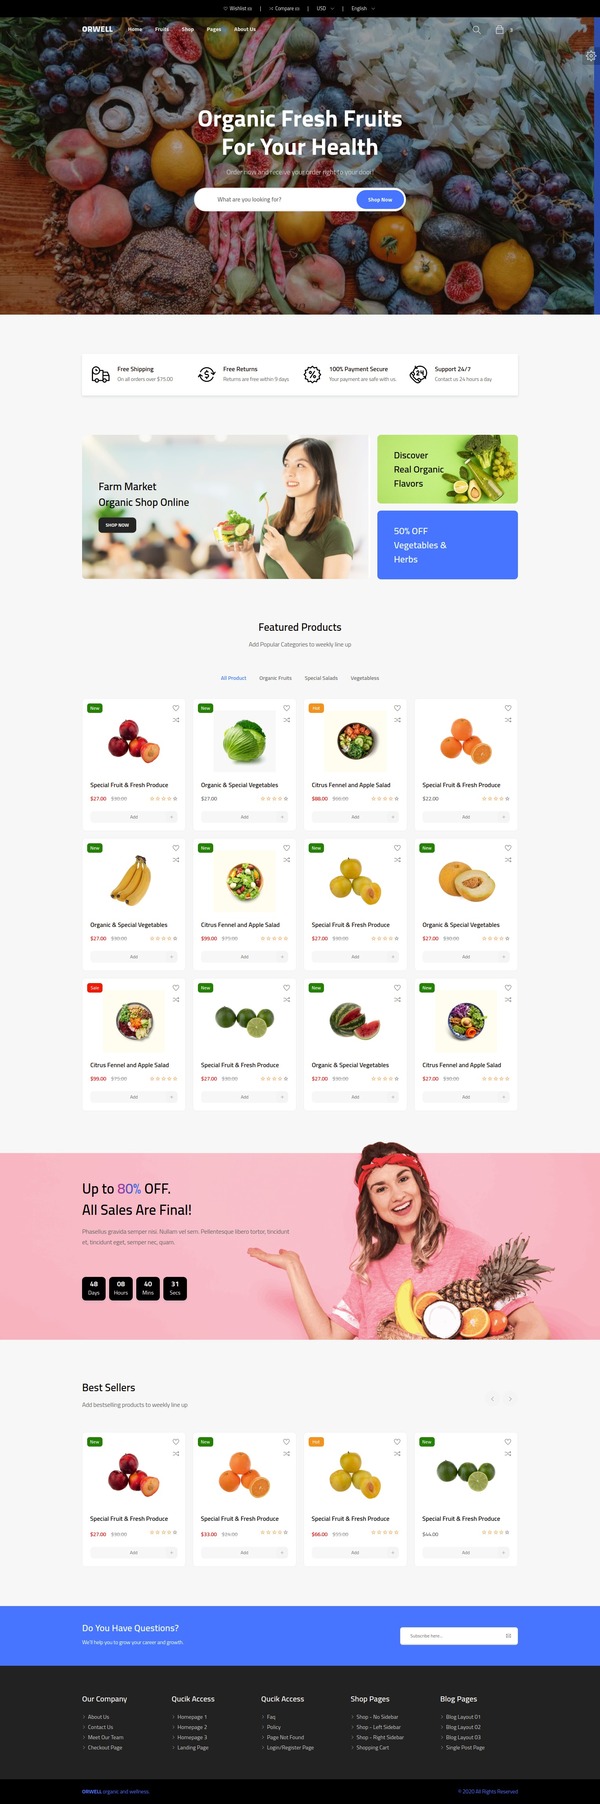 Wishlist (0) | Compare (0) | USD | English
ORWELL Home Fruits Shop Pages About Us
Organic Fresh Fruits
For Your Health
Order now and receive your order right to your door!
What are you looking for? Shop Now
Free Shipping Free Returns 100% Payment Secure Support 24/7
On all orders over $75.00 Returns are free within 9 days Your payment are safe with us. Contact us 24 hours a day
Farm Market
Organic Shop Online
SHOP NOW
Discover
Real Organic
Flavors
50% OFF
Vegetables &
Herbs
Featured Products
Add Popular Categories to weekly line up
All Product Organic Fruits Special Salads Vegetabless
New New Hot
Special Fruit & Fresh Produce Organic & Special Vegetables Citrus Fennel and Apple Salad Special Fruit & Fresh Produce
$27.00 $30.00 $27.00 $88.00 $22.00
Add + Add + Add + Add +
New New New New
Organic & Special Vegetables Citrus Fennel and Apple Salad Special Fruit & Fresh Produce Organic & Special Vegetables
$27.00 $30.00 $99.00 $75.00 $27.00 $30.00 $27.00 $30.00
Add + Add + Add + Add +
Sale New New New
Citrus Fennel and Apple Salad Special Fruit & Fresh Produce Organic & Special Vegetables Citrus Fennel and Apple Salad
$99.00 $75.00 $27.00 $30.00 $27.00 $30.00 $27.00 $30.00
Add + Add + Add + Add +
Up to 80% OFF.
All Sales Are Final!
Phasellus gravida semper nisi. Nullam vel sem. Pellentesque libero tortor, tincidunt
et, tincidunt eget, semper nec, quam.
48 08 40 31
Days Hours Mins Secs
Best Sellers
Add bestselling products to weekly line up
New New Hot New
Special Fruit & Fresh Produce Special Fruit & Fresh Produce Special Fruit & Fresh Produce Special Fruit & Fresh Produce
$27.00 $30.00 $33.00 $66.00 $44.00
Add + Add + Add + Add +
Do You Have Questions?
We'll help you to grow your career and growth.
Subscribe here...
Our Company Qucik Access Qucik Access Shop Pages Blog Pages
About Us Homepage 1 Faq Shop - No Sidebar Blog Layout 01
Contact Us Homepage 2 Policy Shop - Left Sidebar Blog Layout 02
Meet Our Team Homepage 3 Page Not Found Shop - Right Sidebar Blog Layout 03
Checkout Page Landing Page Login/Register Page Shopping Cart Single Post Page
ORWELL organic and wellness. © 2020 All Rights Reserved